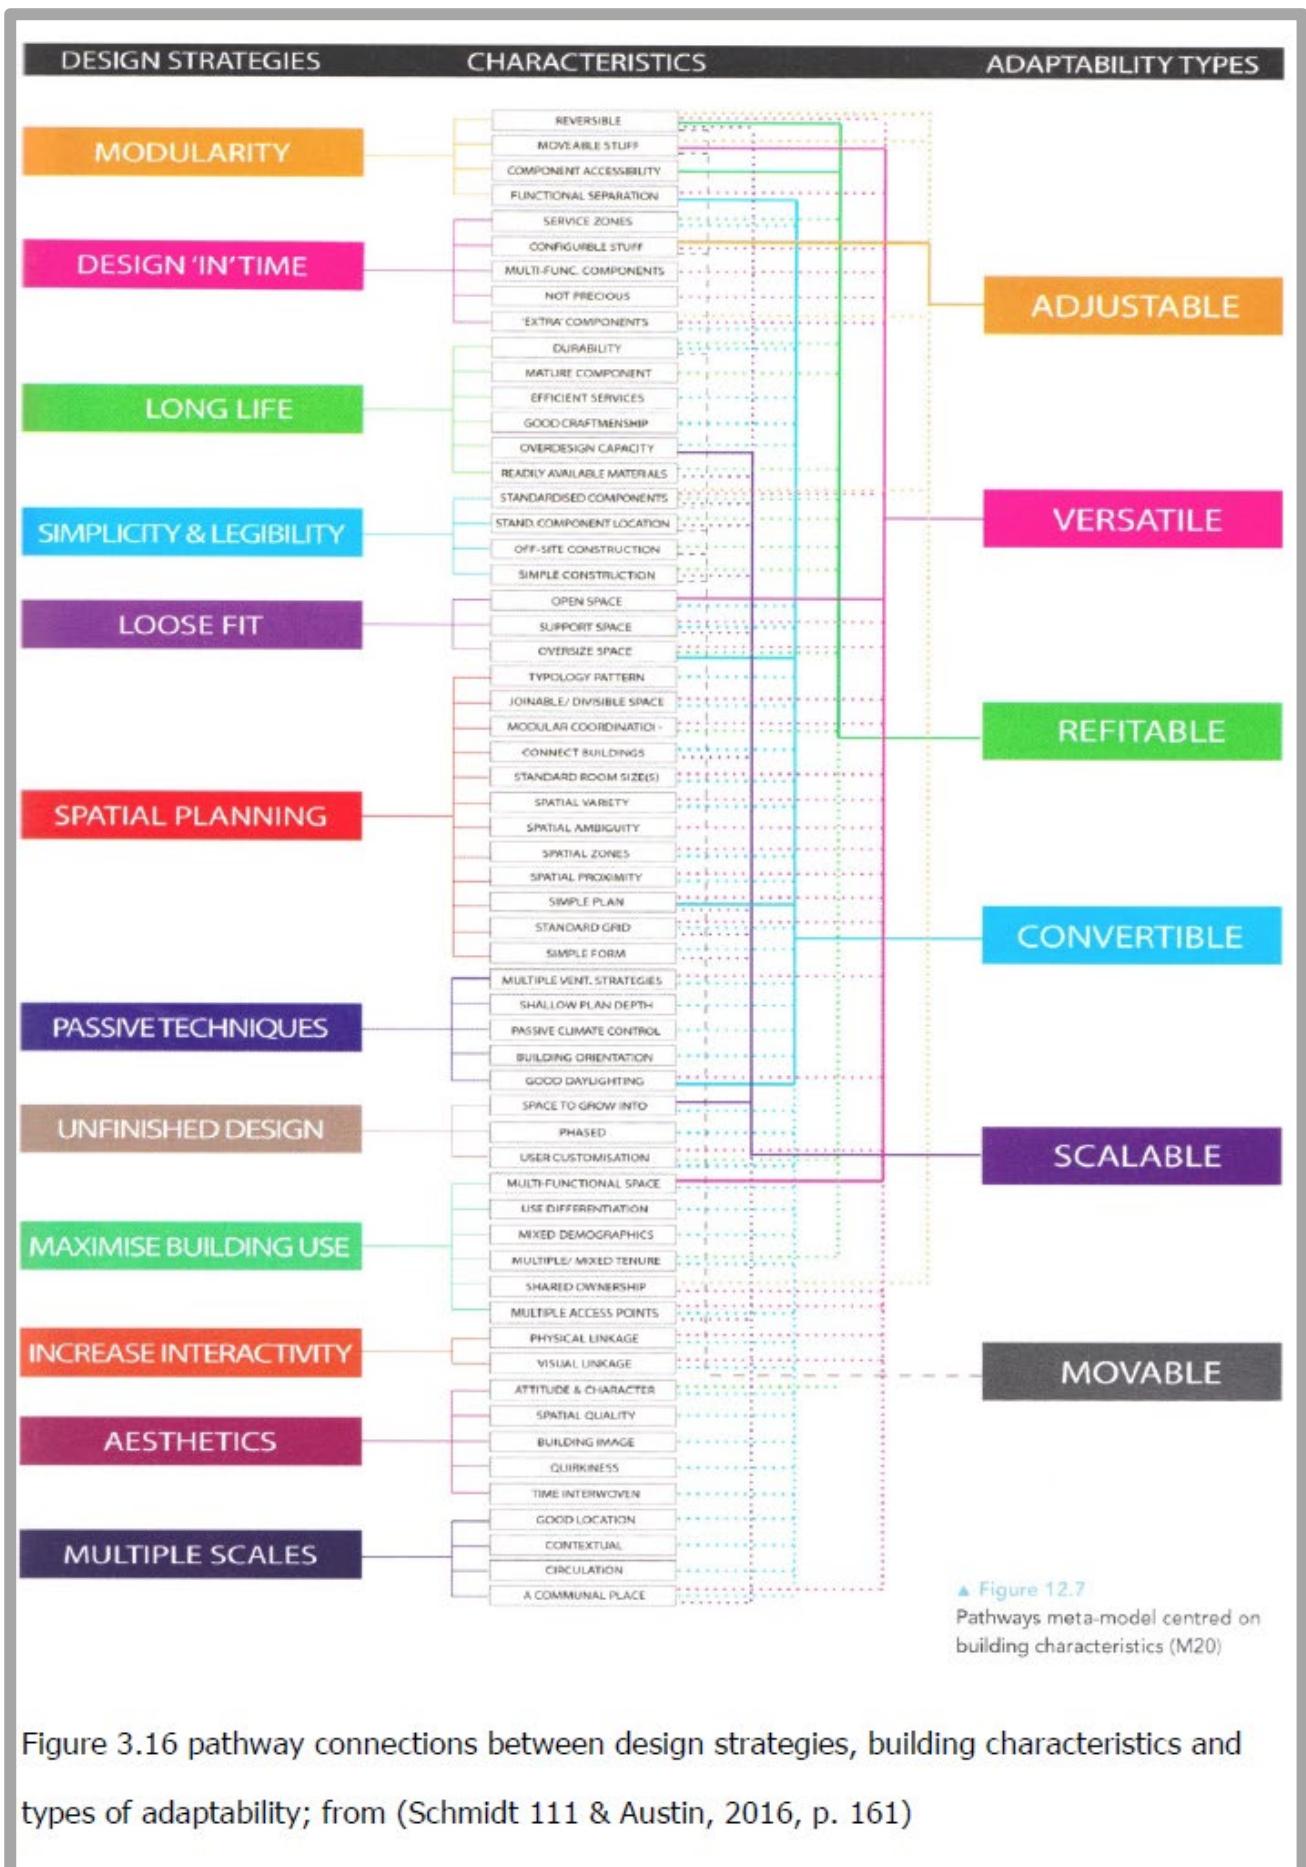 DESIGN STRATEGIES
CHARACTERISTICS
ADAPTABILITY TYPES
MODULARITY
DESIGN 'IN' TIME
LONG LIFE
SIMPLICITY & LEGIBILITY
LOOSE FIT
SPATIAL PLANNING
PASSIVE TECHNIQUES
UNFINISHED DESIGN
MAXIMISE BUILDING USE
INCREASE INTERACTIVITY
AESTHETICS
MULTIPLE SCALES
REVERSIBLE
MOVEABLE STUFF
COMPONENT ACCESSIBILITY
FUNCTIONAL SEPARATION
SERVICE ZONES
CONFIGURBLE STUFF
MULTI-FUNC. COMPONENTS
NOT PRECIOUS
'EXTRA' COMPONENTS
DURABILITY
MATURE COMPONENT
EFFICIENT SERVICES
GOOD CRAFTMENSHIP
OVERDESIGN CAPACITY
READILY AVAILABLE MATERIALS
STANDARDISED COMPONENTS
STAND. COMPONENT LOCATION
OFF-SITE CONSTRUCTION
SIMPLE CONSTRUCTION
OPEN SPACE
SUPPORT SPACE
OVERSIZE SPACE
TYPOLOGY PATTERN
JOINABLE/ DIVISIBLE SPACE
MODULAR
CONNECT BUILDINGS
STANDARD ROOM SIZE(S)
SPATIAL VARIETY
SPATIAL AMBIGUITY
SPATIAL ZONES
SPATIAL PROXIMITY
SIMPLE PLAN
STANDARD GRID
SIMPLE FORM
MULTIPLE VENT. STRATEGIES
SHALLOW PLAN DEPTH
PASSIVE CLIMATE CONTROL
BUILDING ORIENTATION
GOOD DAYLIGHTING
SPACE TO GROW INTO
PHASED
USER CUSTOMISATION
MULTI-FUNCTIONAL SPACE
USE DIFFERENTIATION
MIXED DEMOGRAPHICS
MULTIPLE/ MIXED TENURE
SHARED OWNERSHIP
MULTIPLE ACCESS POINTS
PHYSICAL LINKAGE
VISUAL LINKAGE
ATTITUDE & CHARACTER
SPATIAL QUALITY
BUILDING IMAGE
QUIRKINESS
TIME INTERWOVEN
GOOD LOCATION
CONTEXTUAL
CIRCULATION
A COMMUNAL PLACE
ADJUSTABLE
VERSATILE
REFITABLE
CONVERTIBLE
SCALABLE
MOVABLE
▲ Figure 12.7
Pathways meta-model centred on
building characteristics (M20)
Figure 3.16 pathway connections between design strategies, building characteristics and
types of adaptability; from (Schmidt 111 & Austin, 2016, p. 161)